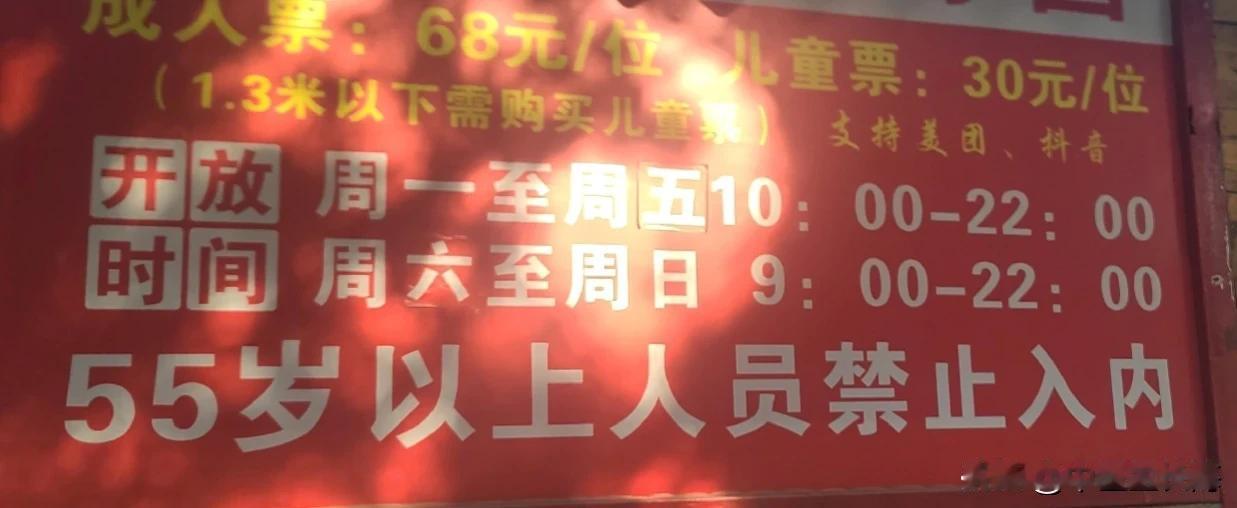 成人票：68元/位 儿童票：30元/位
（1.3米以下需购买儿童票）
支持美团、抖音
开放时间
周一至周五10：00-22：00
周六至周日 9：00-22：00
55岁以上人员禁止入内